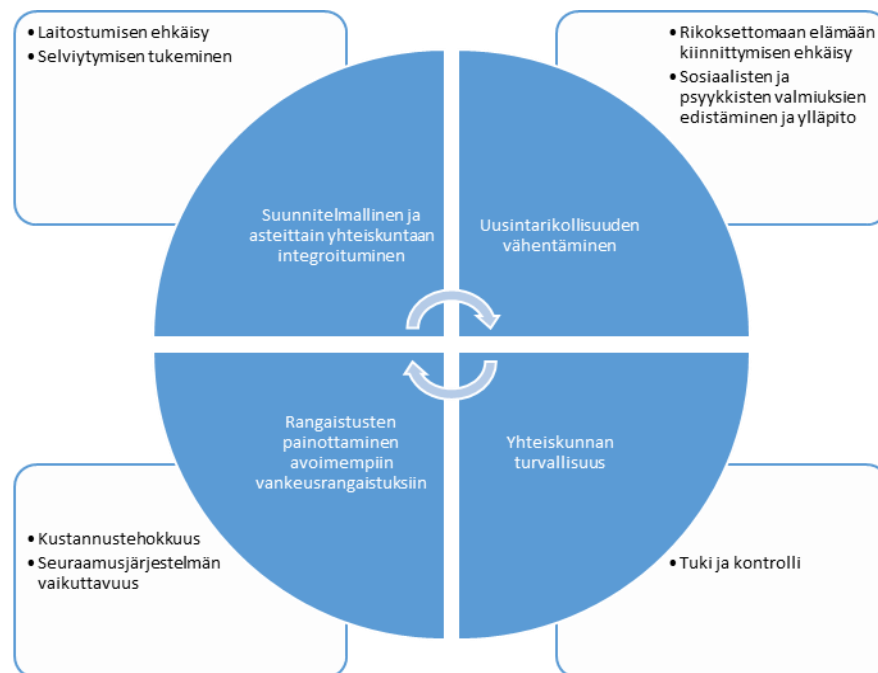 • Laitostumisen ehkäisy
• Selviytymisen tukeminen
• Rikoksettomaan elämään
kiinnittymisen ehkäisy
• Sosiaalisten ja
psyykkisten valmiuksien
edistäminen ja ylläpito
Suunnitelmallinen ja
asteittain yhteiskuntaan
integroituminen
Uusintarikollisuuden
vähentäminen
Rangaistusten
painottaminen
avoimempiin
vankeusrangaistuksiin
Yhteiskunnan
turvallisuus
• Kustannustehokkuus
• Seuraamusjärjestelmän
vaikuttavuus
• Tuki ja kontrolli